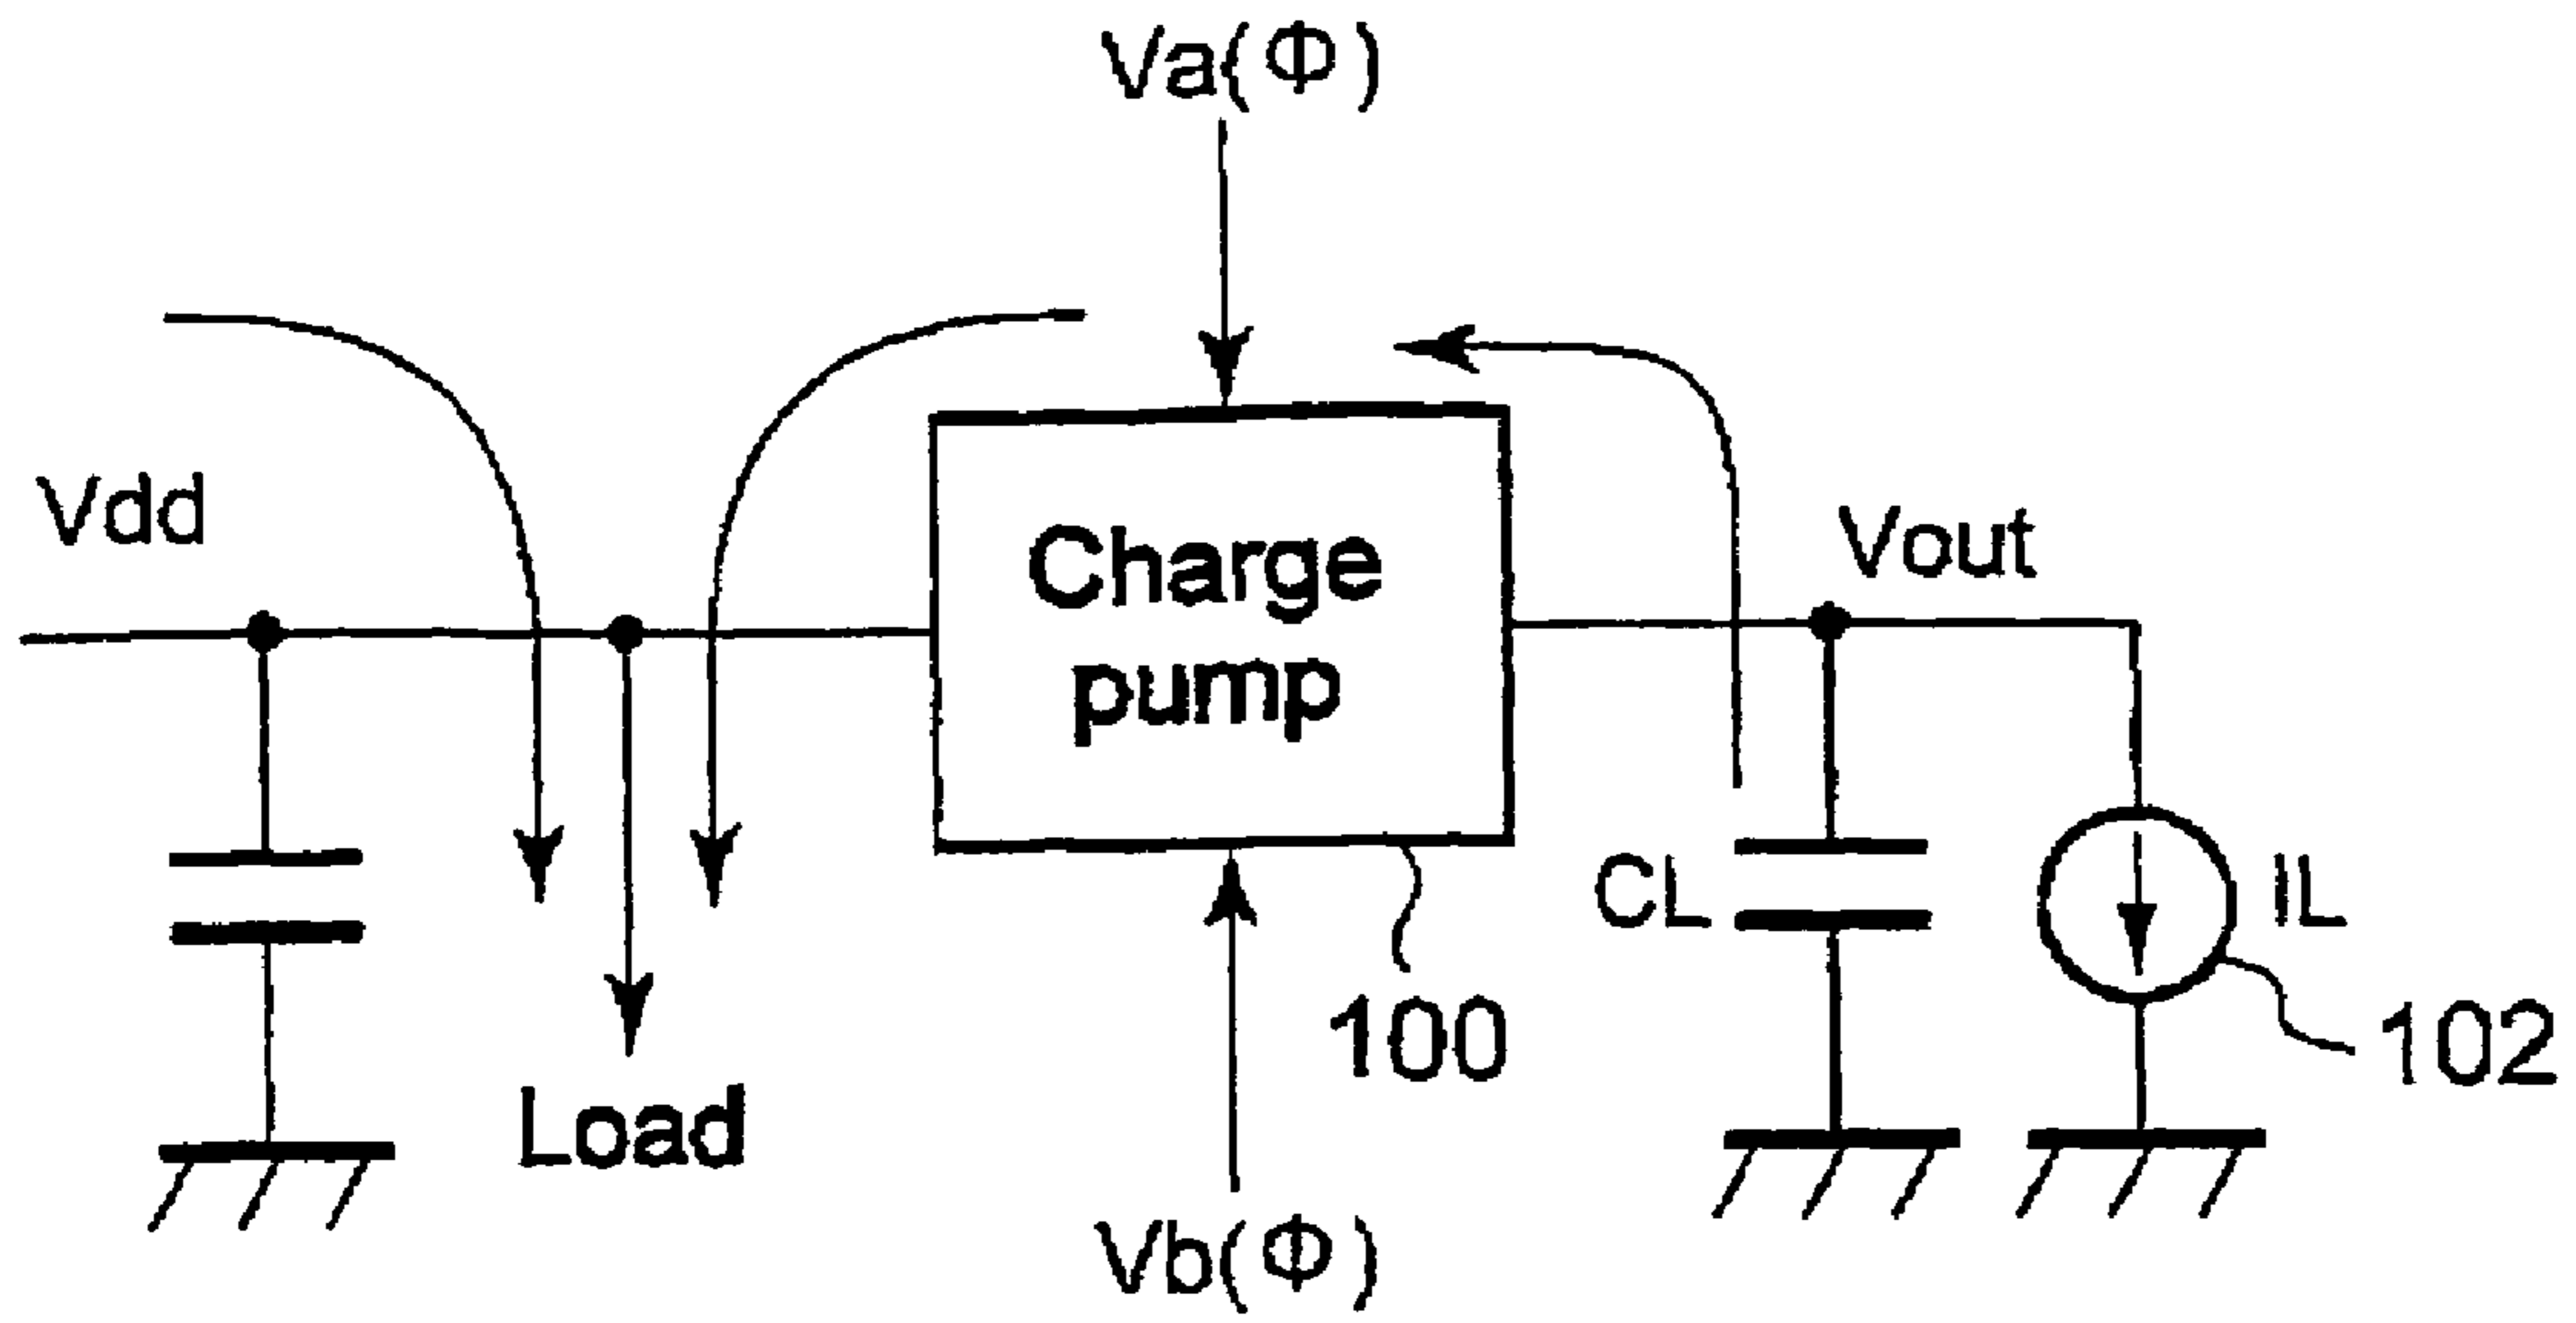 Va(Φ)
Vdd
Charge
pump
Vout
CL
IL
100
102
Load
Vb(Φ)